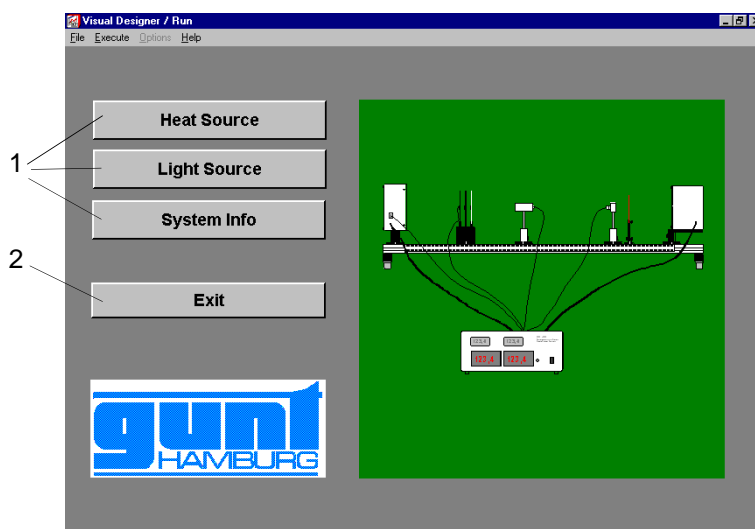 Visual Designer / Run
File Execute Options Help
1
Heat Source
Light Source
System Info
2
Exit
gunt
HAMBURG
123,4 123,4
123,4 123,4